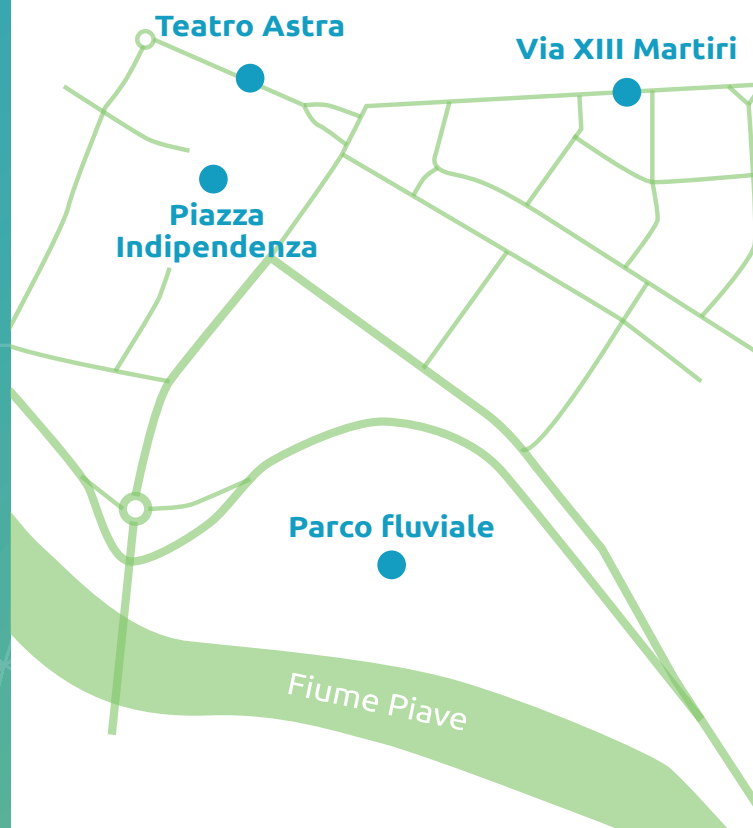 Teatro Astra
Via XIII Martiri
Piazza
Indipendenza
Parco fluviale
Fiume Piave